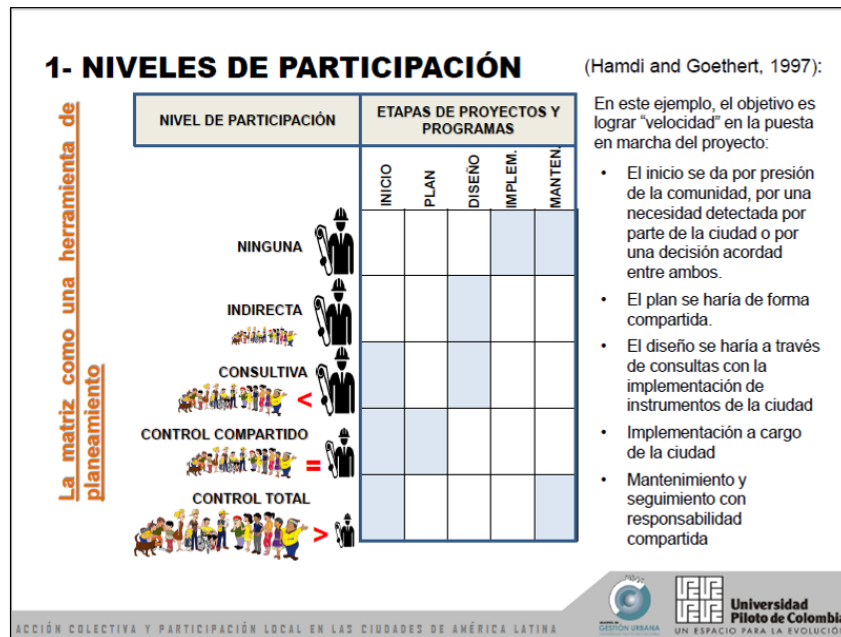 1- NIVELES DE PARTICIPACIÓN
(Hamdi and Goethert, 1997):
La matriz como una herramienta de
planeamiento
NIVEL DE PARTICIPACIÓN
ETAPAS DE PROYECTOS Y
PROGRAMAS
INICIO
PLAN
DISEÑO
IMPLEM.
MANTEN.
NINGUNA
INDIRECTA
CONSULTIVA
<
CONTROL COMPARTIDO
=
CONTROL TOTAL
>
En este ejemplo, el objetivo es
lograr “velocidad” en la puesta
en marcha del proyecto:
• El inicio se da por presión
de la comunidad, por una
necesidad detectada por
parte de la ciudad o por
una decisión acordad
entre ambos.
• El plan se haría de forma
compartida.
• El diseño se haría a través
de consultas con la
implementación de
instrumentos de la ciudad
• Implementación a cargo
de la ciudad
• Mantenimiento y
seguimiento con
responsabilidad
compartida
ACCIÓN COLECTIVA Y PARTICIPACIÓN LOCAL EN LAS CIUDADES DE AMÉRICA LATINA
GESTIÓN URBANA
Universidad
Piloto de Colombia
UN ESPACIO PARA LA EVOLUCIÓN